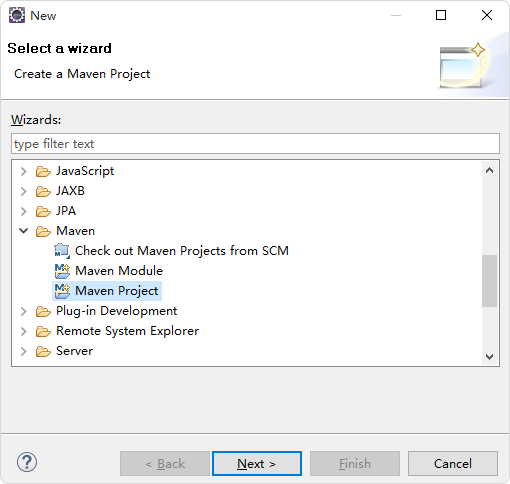 New
Select a wizard
Create a Maven Project
Wizards:
type filter text
JavaScript
JAXB
JPA
Maven
Check out Maven Projects from SCM
Maven Module
Maven Project
Plug-in Development
Remote System Explorer
Server
?
< Back
Next >
Finish
Cancel